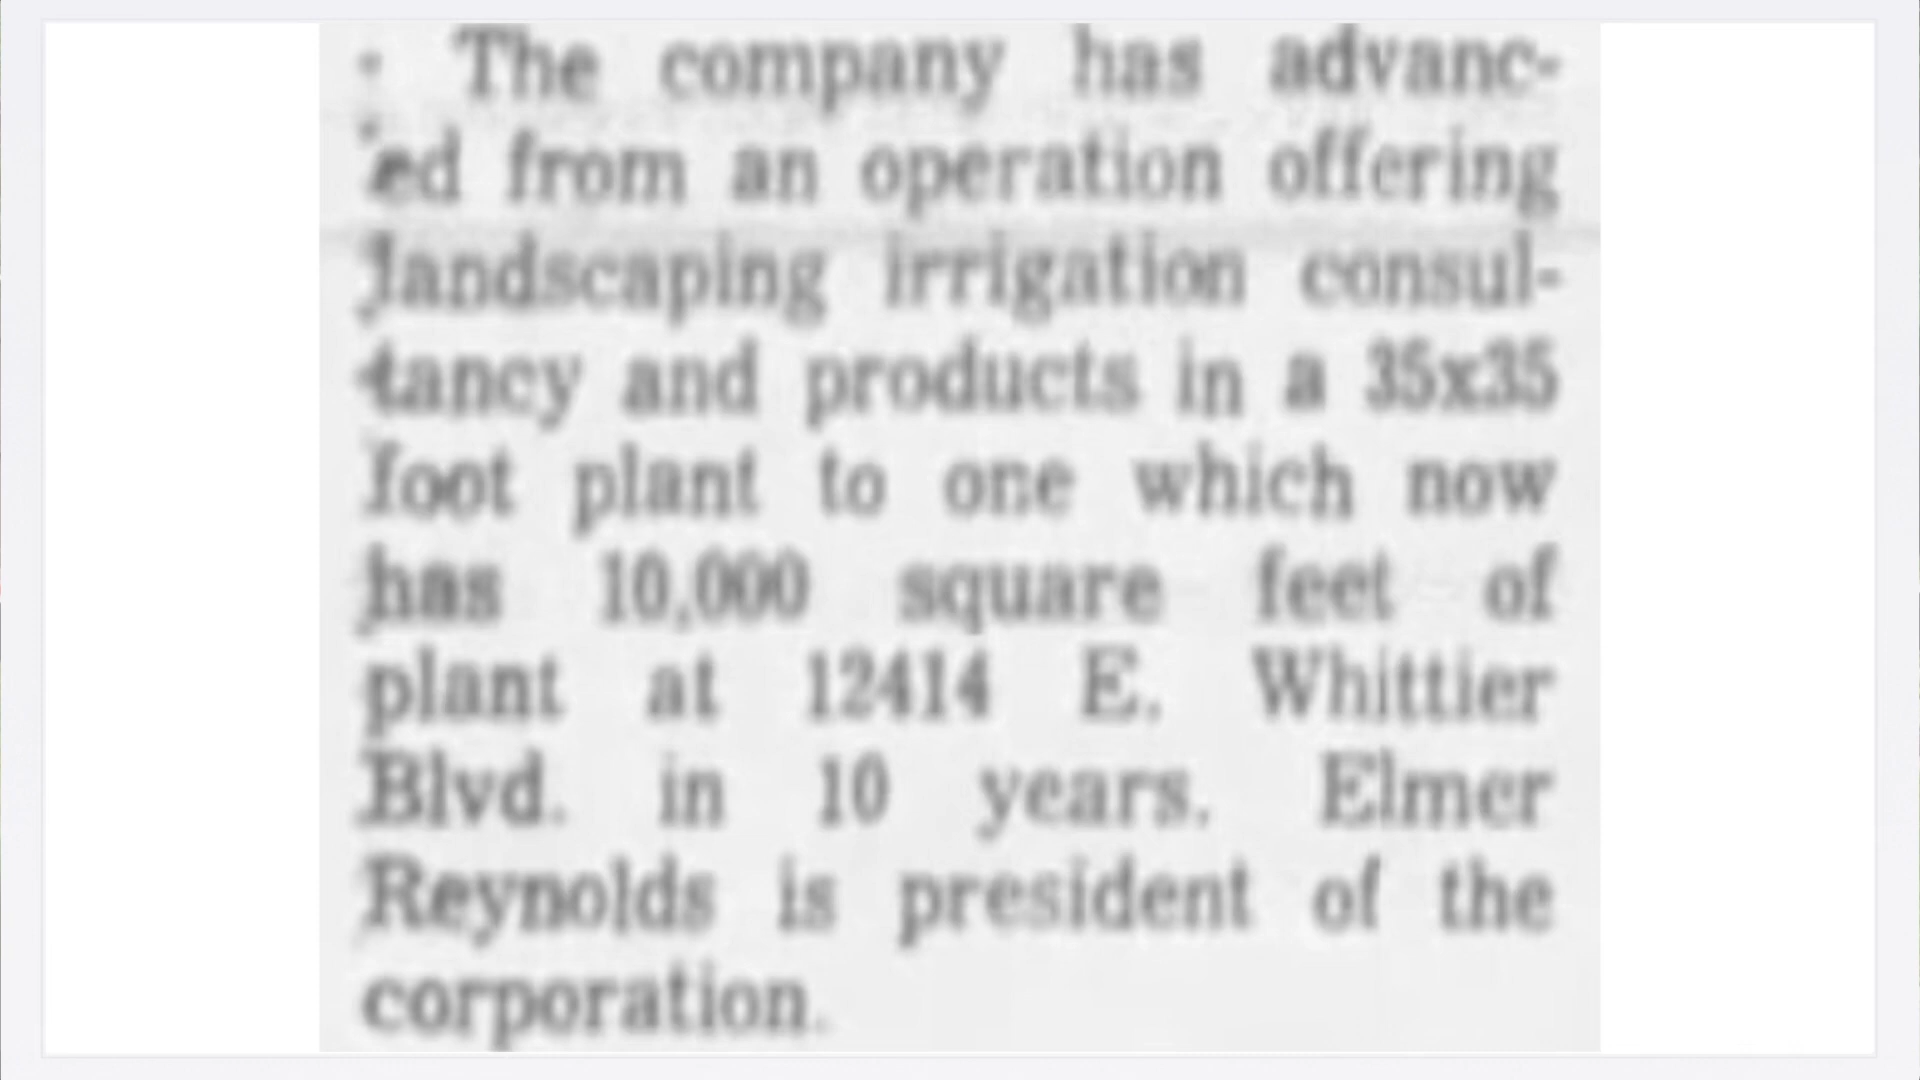 The company has advanc-
ed from an operation offering
landscaping irrigation consul-
tancy and products in a 35x35
foot plant to one which now
has 10,000 square feet of
plant at 12414 E. Whittier
Blvd. in 10 years. Elmer
Reynolds is president of the
corporation.